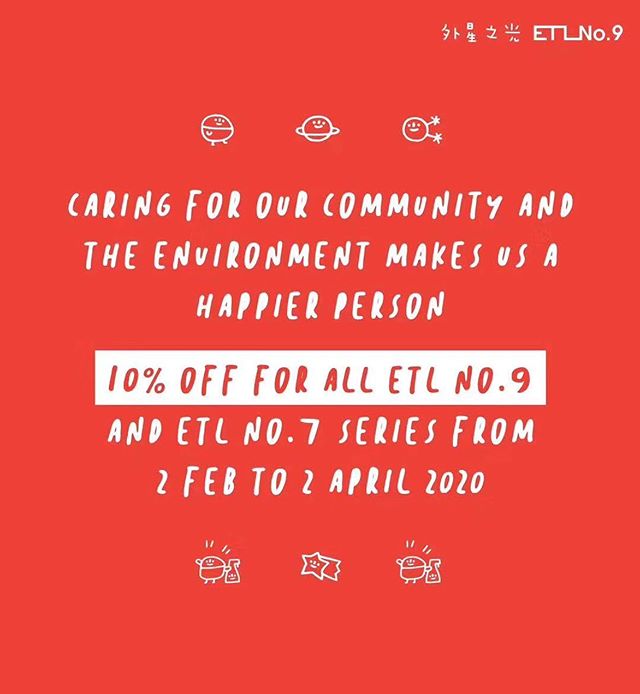 外星之光 ETLNo.9
CARING FOR OUR COMMUNITY AND
THE ENVIRONMENT MAKES US A
HAPPIER PERSON
10% OFF FOR ALL ETL NO.9
AND ETL NO.7 SERIES FROM
2 FEB TO 2 APRIL 2020